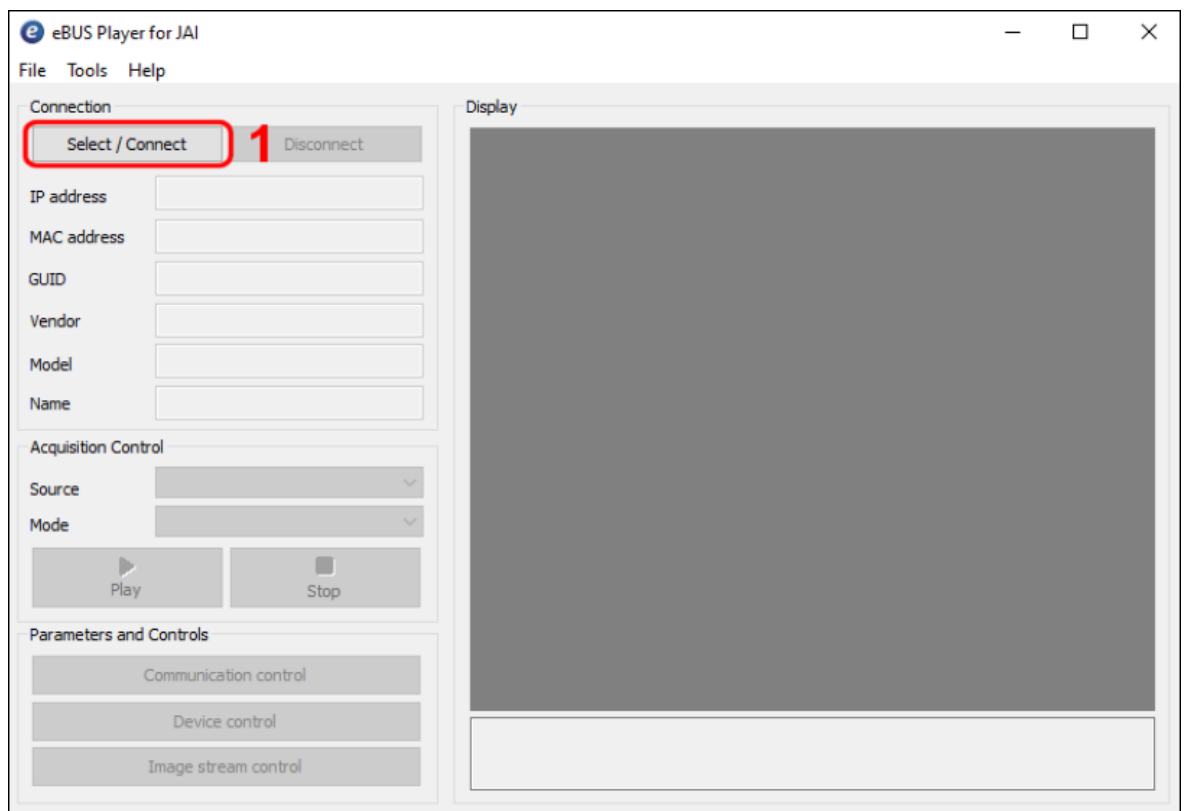 eBUS Player for JAI
File Tools Help
Connection
Select / Connect 1 Disconnect
IP address
MAC address
GUID
Vendor
Model
Name
Acquisition Control
Source
Mode
Play Stop
Parameters and Controls
Communication control
Device control
Image stream control
Display